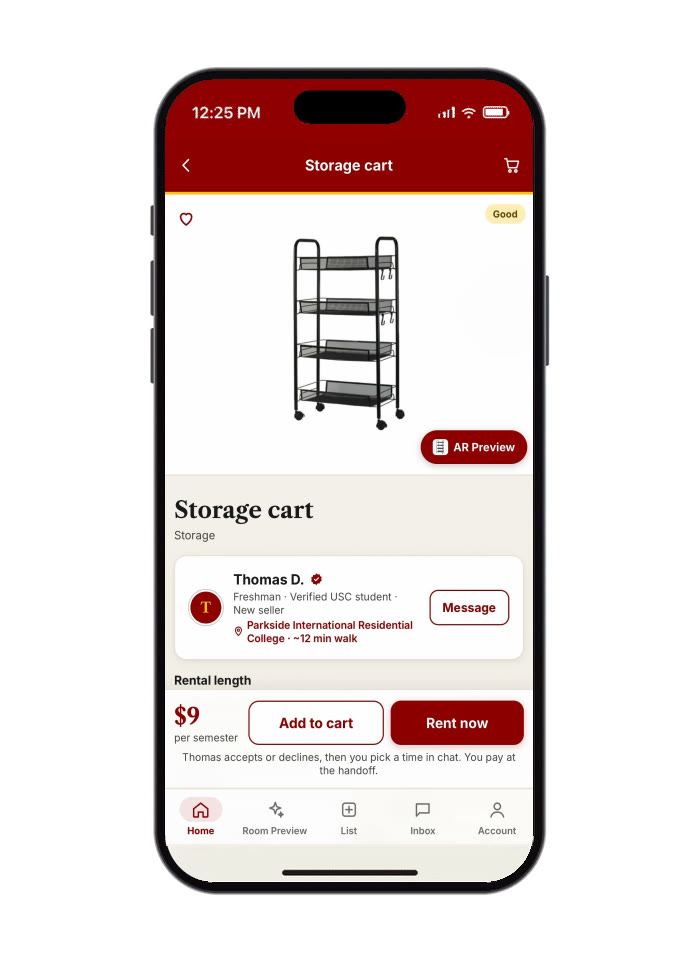 12:25 PM
Storage cart
Good
AR Preview
Storage cart
Storage
Thomas D.
T
Freshman · Verified USC student ·
New seller
Parkside International Residential
College · ~12 min walk
Message
Rental length
$9
per semester
Add to cart
Rent now
Thomas accepts or declines, then you pick a time in chat. You pay at
the handoff.
Home
Room Preview
List
Inbox
Account